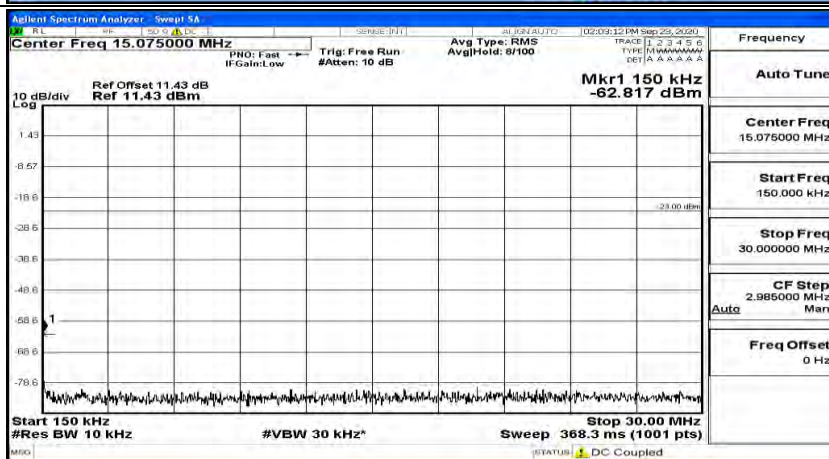 Agilent Spectrum Analyzer - Swept SA
RL RF 50 Ω DC SENSE:INT ALIGN AUTO 02:09:12 PM Sep 23, 2020
Center Freq 15.075000 MHz
PNO: Fast
IFGain:Low
Trig: Free Run
#Atten: 10 dB
Avg Type: RMS
Avg|Hold: 8/100
TRACE 1 2 3 4 5 6
TYPE
DET A A A A A A
Mkr1 150 kHz
-62.817 dBm
Ref Offset 11.43 dB
10 dB/div Ref 11.43 dBm
Log
1.43
-8.57
-18.6
-23.00 dBm
-28.6
-38.6
-48.6
-58.6
1
-68.6
-78.6
Start 150 kHz Stop 30.00 MHz
#Res BW 10 kHz #VBW 30 kHz* Sweep 368.3 ms (1001 pts)
MSG STATUS DC Coupled
Frequency
Auto Tune
Center Freq
15.075000 MHz
Start Freq
150.000 kHz
Stop Freq
30.000000 MHz
CF Step
2.985000 MHz
Auto Man
Freq Offset
0 Hz